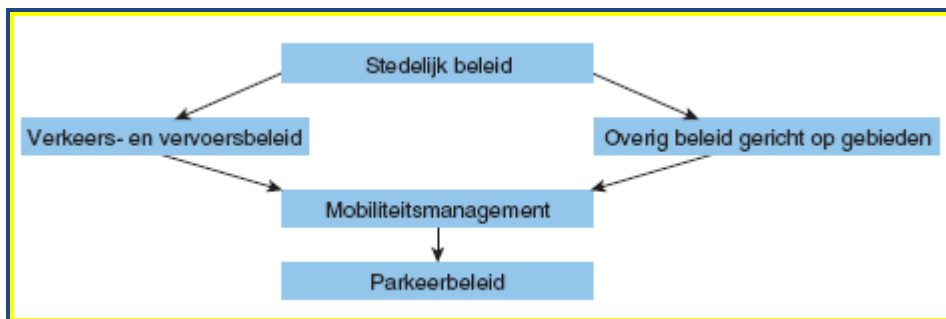 Stedelijk beleid
Verkeers- en vervoersbeleid
Overig beleid gericht op gebieden
Mobiliteitsmanagement
Parkeerbeleid